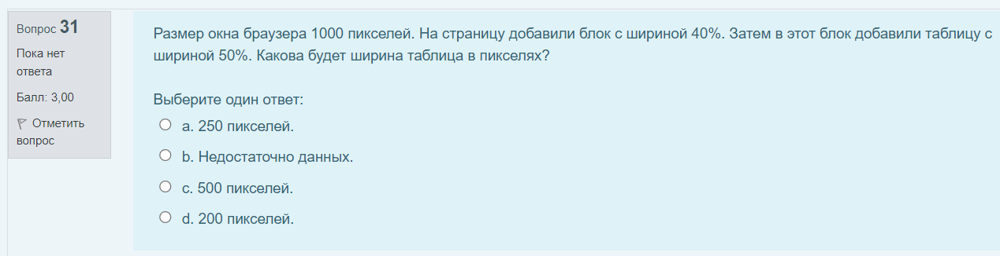 Вопрос 31
Пока нет
ответа
Балл: 3,00
Отметить
вопрос
Размер окна браузера 1000 пикселей. На страницу добавили блок с шириной 40%. Затем в этот блок добавили таблицу с
шириной 50%. Какова будет ширина таблица в пикселях?
Выберите один ответ:
a. 250 пикселей.
b. Недостаточно данных.
c. 500 пикселей.
d. 200 пикселей.